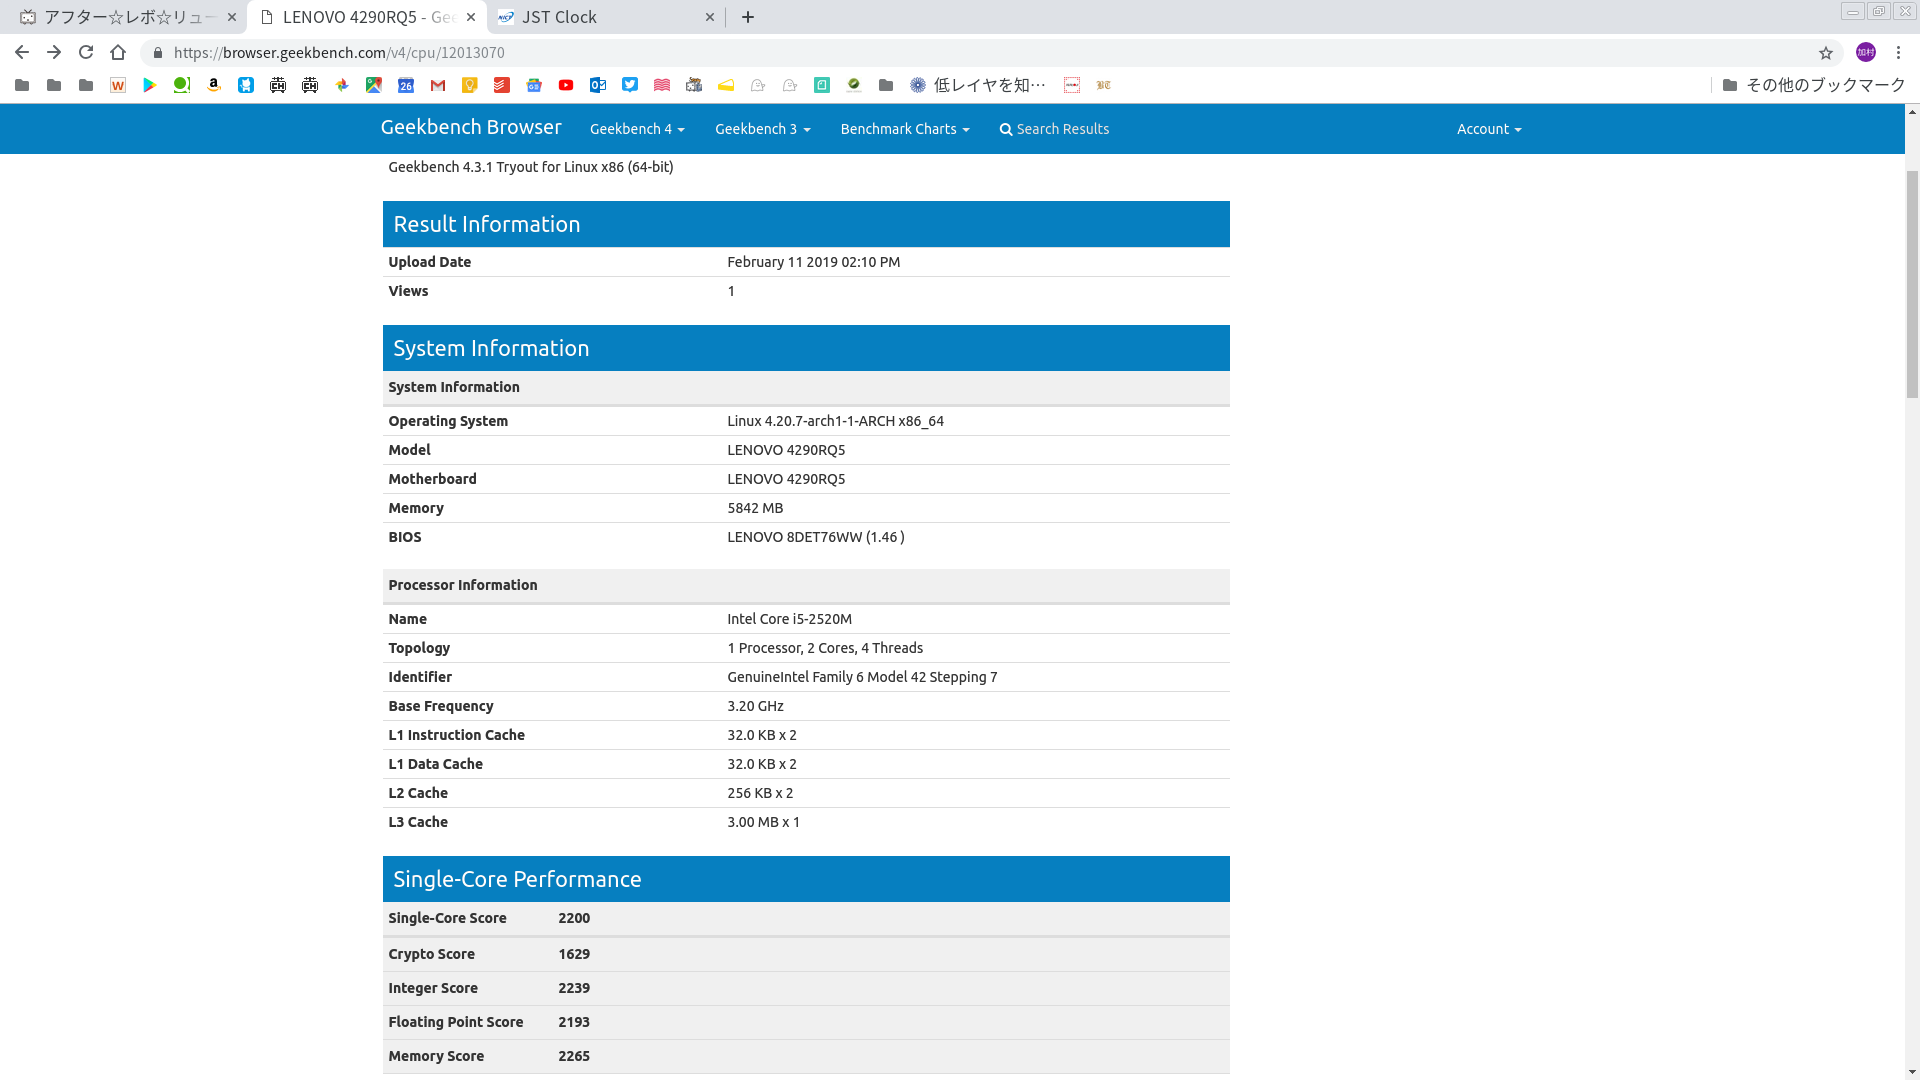 アフター☆レボ☆リュー
LENOVO 4290RQ5 - Gee
JST Clock
https://browser.geekbench.com/v4/cpu/12013070
加村
低レイヤを知…
その他のブックマーク
Geekbench Browser
Geekbench 4
Geekbench 3
Benchmark Charts
Search Results
Account
Geekbench 4.3.1 Tryout for Linux x86 (64-bit)
Result Information
Upload Date February 11 2019 02:10 PM
Views 1
System Information
System Information
Operating System Linux 4.20.7-arch1-1-ARCH x86_64
Model LENOVO 4290RQ5
Motherboard LENOVO 4290RQ5
Memory 5842 MB
BIOS LENOVO 8DET76WW (1.46 )
Processor Information
Name Intel Core i5-2520M
Topology 1 Processor, 2 Cores, 4 Threads
Identifier GenuineIntel Family 6 Model 42 Stepping 7
Base Frequency 3.20 GHz
L1 Instruction Cache 32.0 KB x 2
L1 Data Cache 32.0 KB x 2
L2 Cache 256 KB x 2
L3 Cache 3.00 MB x 1
Single-Core Performance
Single-Core Score 2200
Crypto Score 1629
Integer Score 2239
Floating Point Score 2193
Memory Score 2265